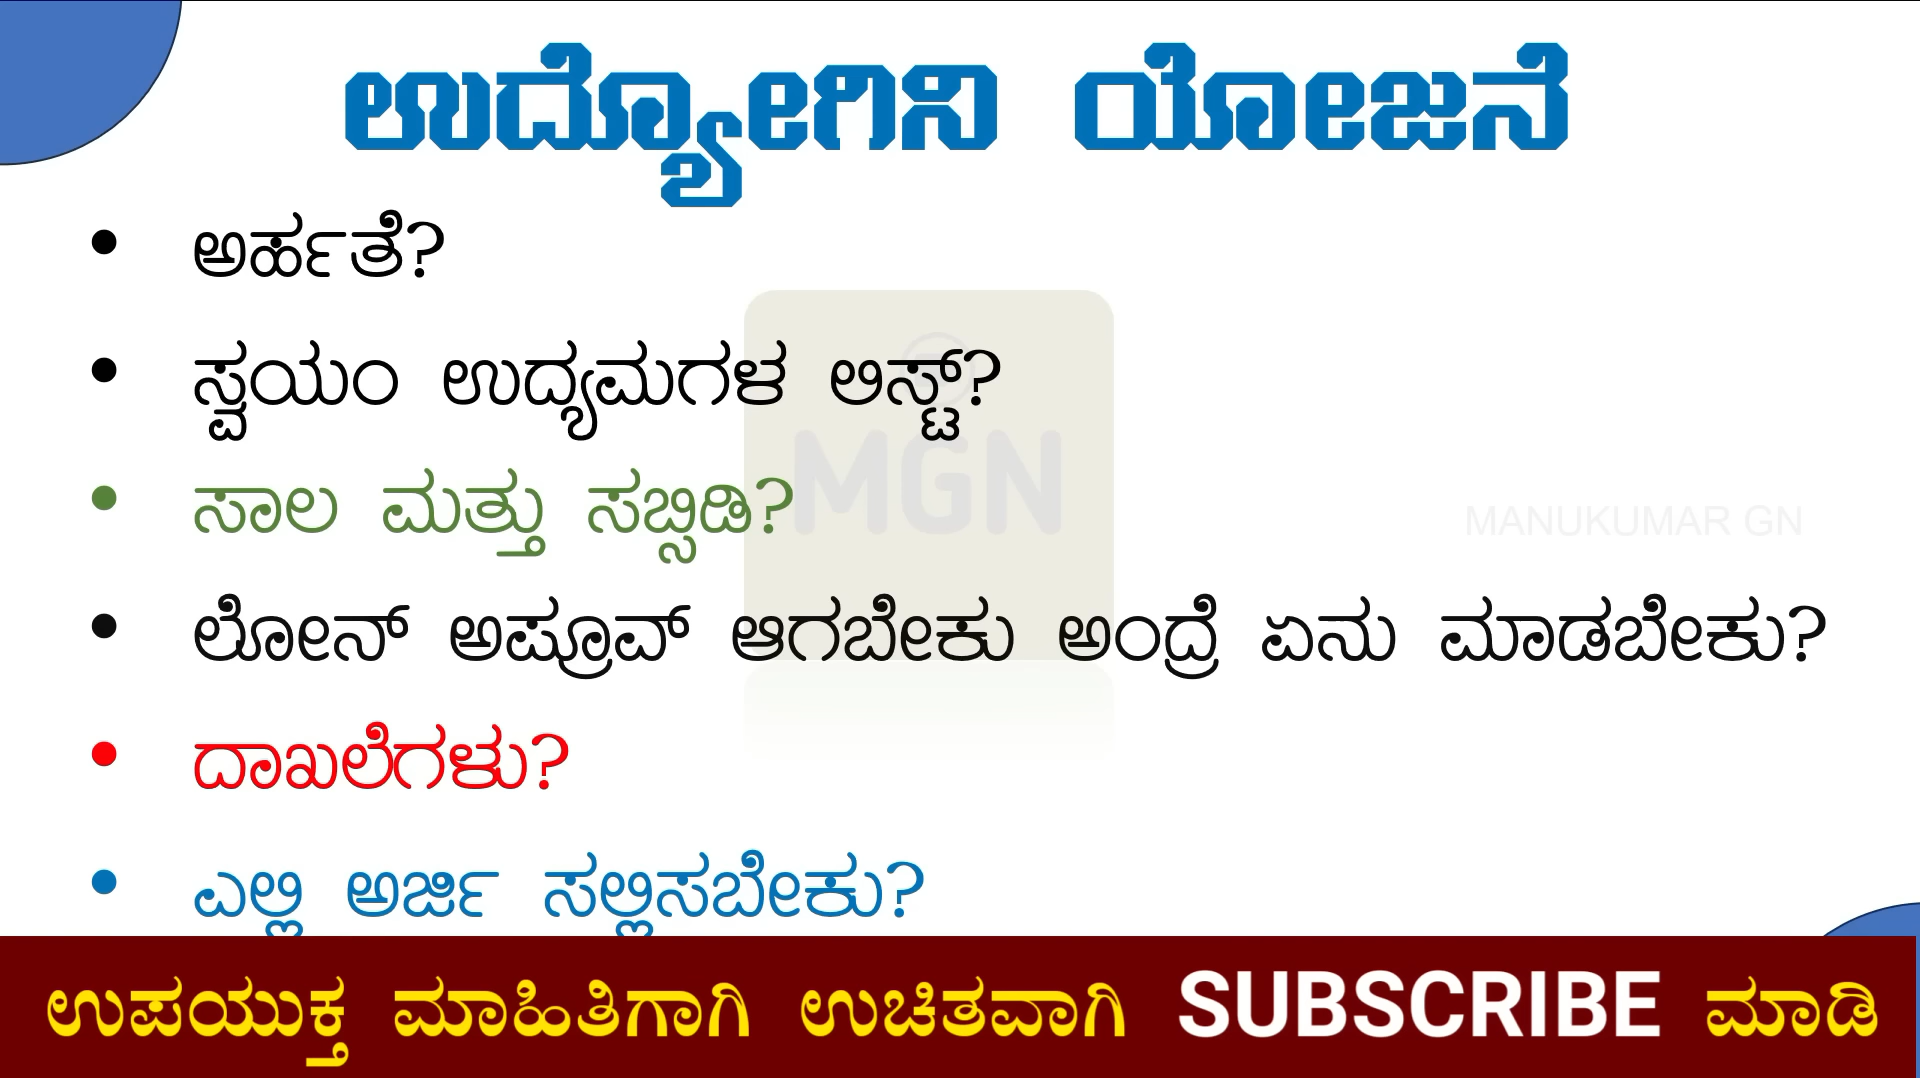 ಉದ್ಯೋಗಿನಿ ಯೋಜನೆ
• ಅರ್ಹತೆ?
• ಸ್ವಯಂ ಉದ್ಯಮಗಳ ಲಿಸ್ಟ್?
• ಸಾಲ ಮತ್ತು ಸಬ್ಸಿಡಿ?
MGN
MANUKUMAR GN
• ಲೋನ್ ಅಪ್ರೂವ್ ಆಗಬೇಕು ಅಂದ್ರೆ ಏನು ಮಾಡಬೇಕು?
• ದಾಖಲೆಗಳು?
• ಎಲ್ಲಿ ಅರ್ಜಿ ಸಲ್ಲಿಸಬೇಕು?
ಉಪಯುಕ್ತ ಮಾಹಿತಿಗಾಗಿ ಉಚಿತವಾಗಿ SUBSCRIBE ಮಾಡಿ